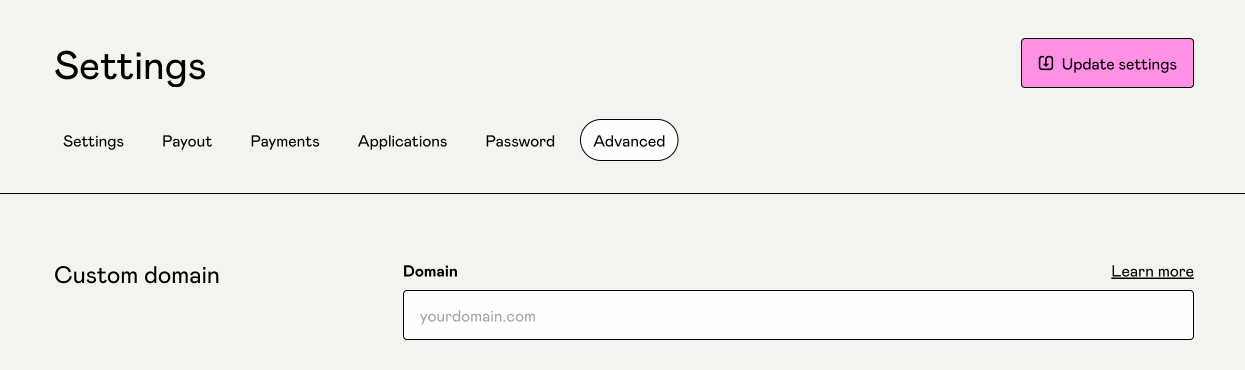 Settings
Update settings
Settings Payout Payments Applications Password Advanced
Custom domain
Domain
Learn more
yourdomain.com